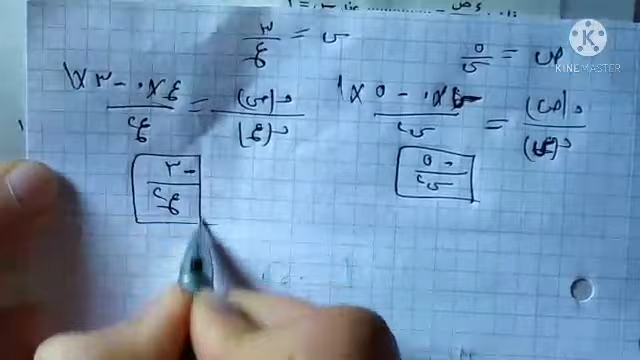 ص = ٥/س
س = ٣/ع
د(ص)/د(س) = س × ٠ - ٥ × ١/س٢
د(س)/د(ع) = ع × ٠ - ٣ × ١/ع٢
-٥/س٢
-٣/ع٢
KINEMASTER